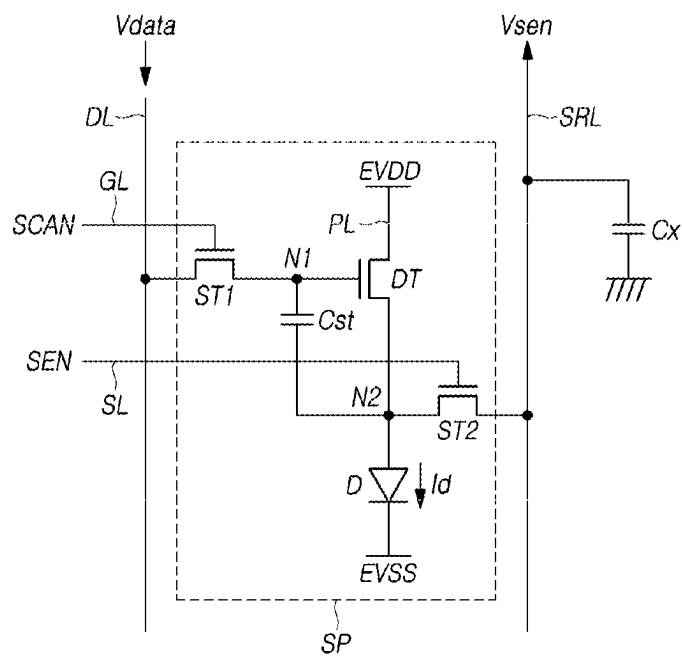 Vdata
Vsen
DL
SRL
GL
EVDD
SCAN
PL
Cx
N1
DT
ST1
Cst
SEN
SL
N2
ST2
D
Id
EVSS
SP